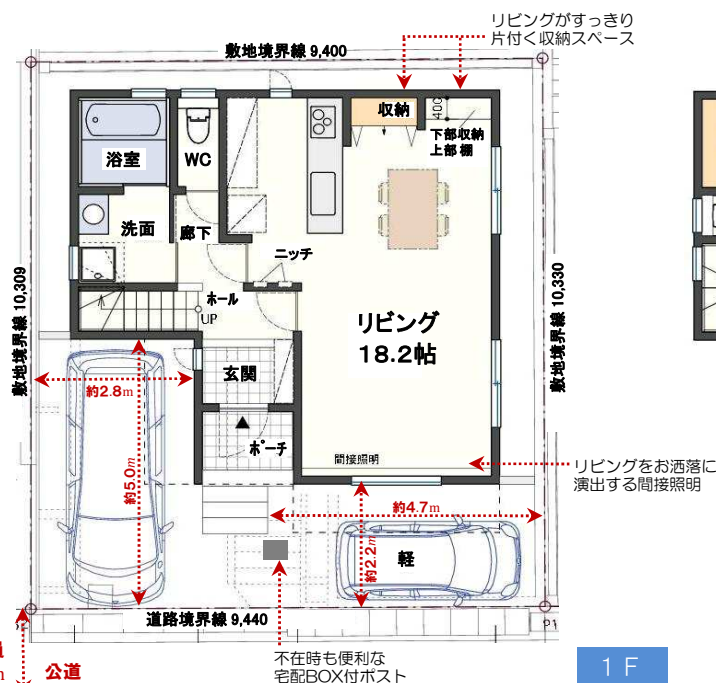 リビングがすっきり
片付く収納スペース
敷地境界線 9,400
収納
400
下部収納
上部棚
浴室
WC
洗面
廊下
ニッチ
ホール
UP
敷地境界線 10,309
敷地境界線 10,330
リビング
18.2帖
玄関
約2.8m
ポーチ
間接照明
リビングをお洒落に
演出する間接照明
約5.0m
約4.7m
約2.2m
軽
道路境界線 9,440
P1
m
公道
不在時も便利な
宅配BOX付ポスト
1F